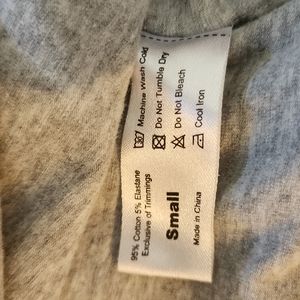 Machine Wash Cold
Do Not Tumble Dry
Do Not Bleach
Cool Iron
95% Cotton 5% Elastane
Exclusive of Trimmings
Small
Made in China